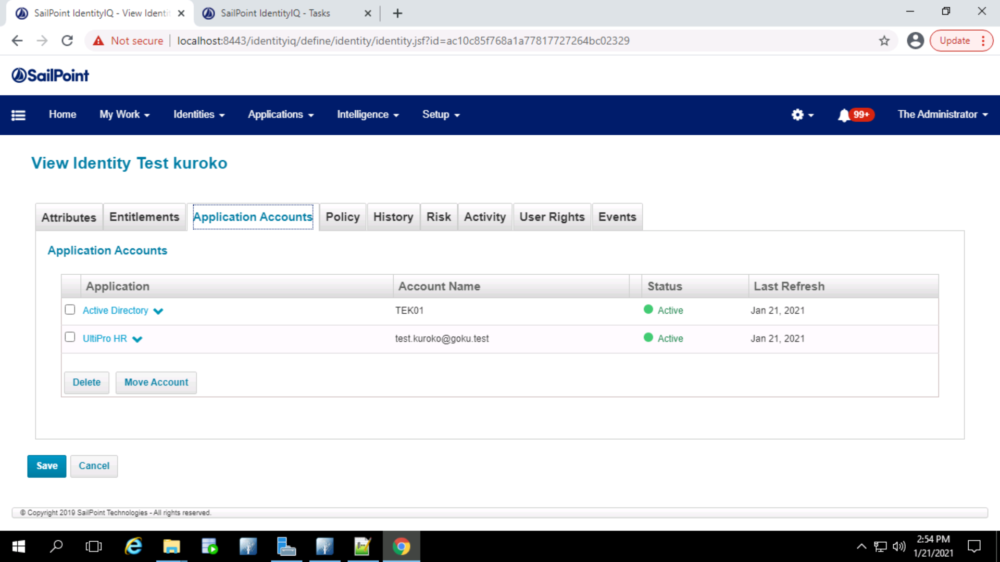 SailPoint IdentityIQ - View Identit
SailPoint IdentityIQ - Tasks
Not secure
localhost:8443/identityiq/define/identity/identity.jsf?id=ac10c85f768a1a77817727264bc02329
Update
SailPoint
Home
My Work
Identities
Applications
Intelligence
Setup
99+
The Administrator
View Identity Test kuroko
Attributes
Entitlements
Application Accounts
Policy
History
Risk
Activity
User Rights
Events
Application Accounts
Application
Account Name
Status
Last Refresh
Active Directory
TEK01
Active
Jan 21, 2021
UltiPro HR
test.kuroko@goku.test
Active
Jan 21, 2021
Delete
Move Account
Save
Cancel
© Copyright 2019 SailPoint Technologies - All rights reserved.
2:54 PM
1/21/2021